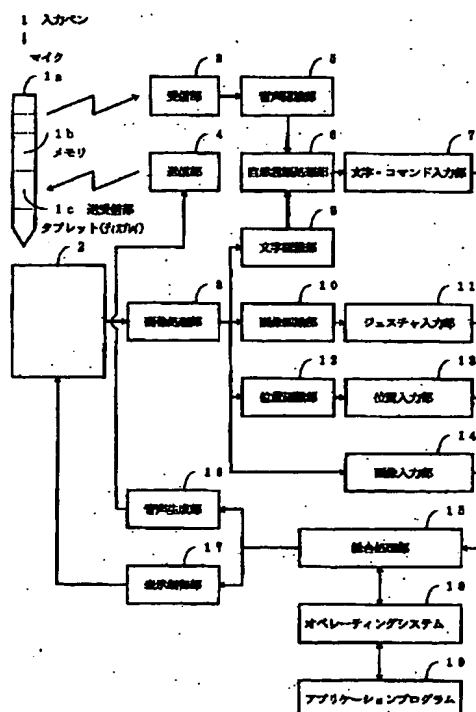 1 入力ペン
マイク
1a
1b
メモリ
1c 送受信部
タブレット(ディスプレイ)
2
3
受信部
5
音声認識部
4
送信部
6
自然言語処理部
7
文字・コマンド入力部
9
文字認識部
8
画像処理部
10
画像認識部
11
ジェスチャ入力部
12
位置認識部
13
位置入力部
14
画像入力部
16
音声生成部
15
総合処理部
17
表示制御部
18
オペレーティングシステム
19
アプリケーションプログラム